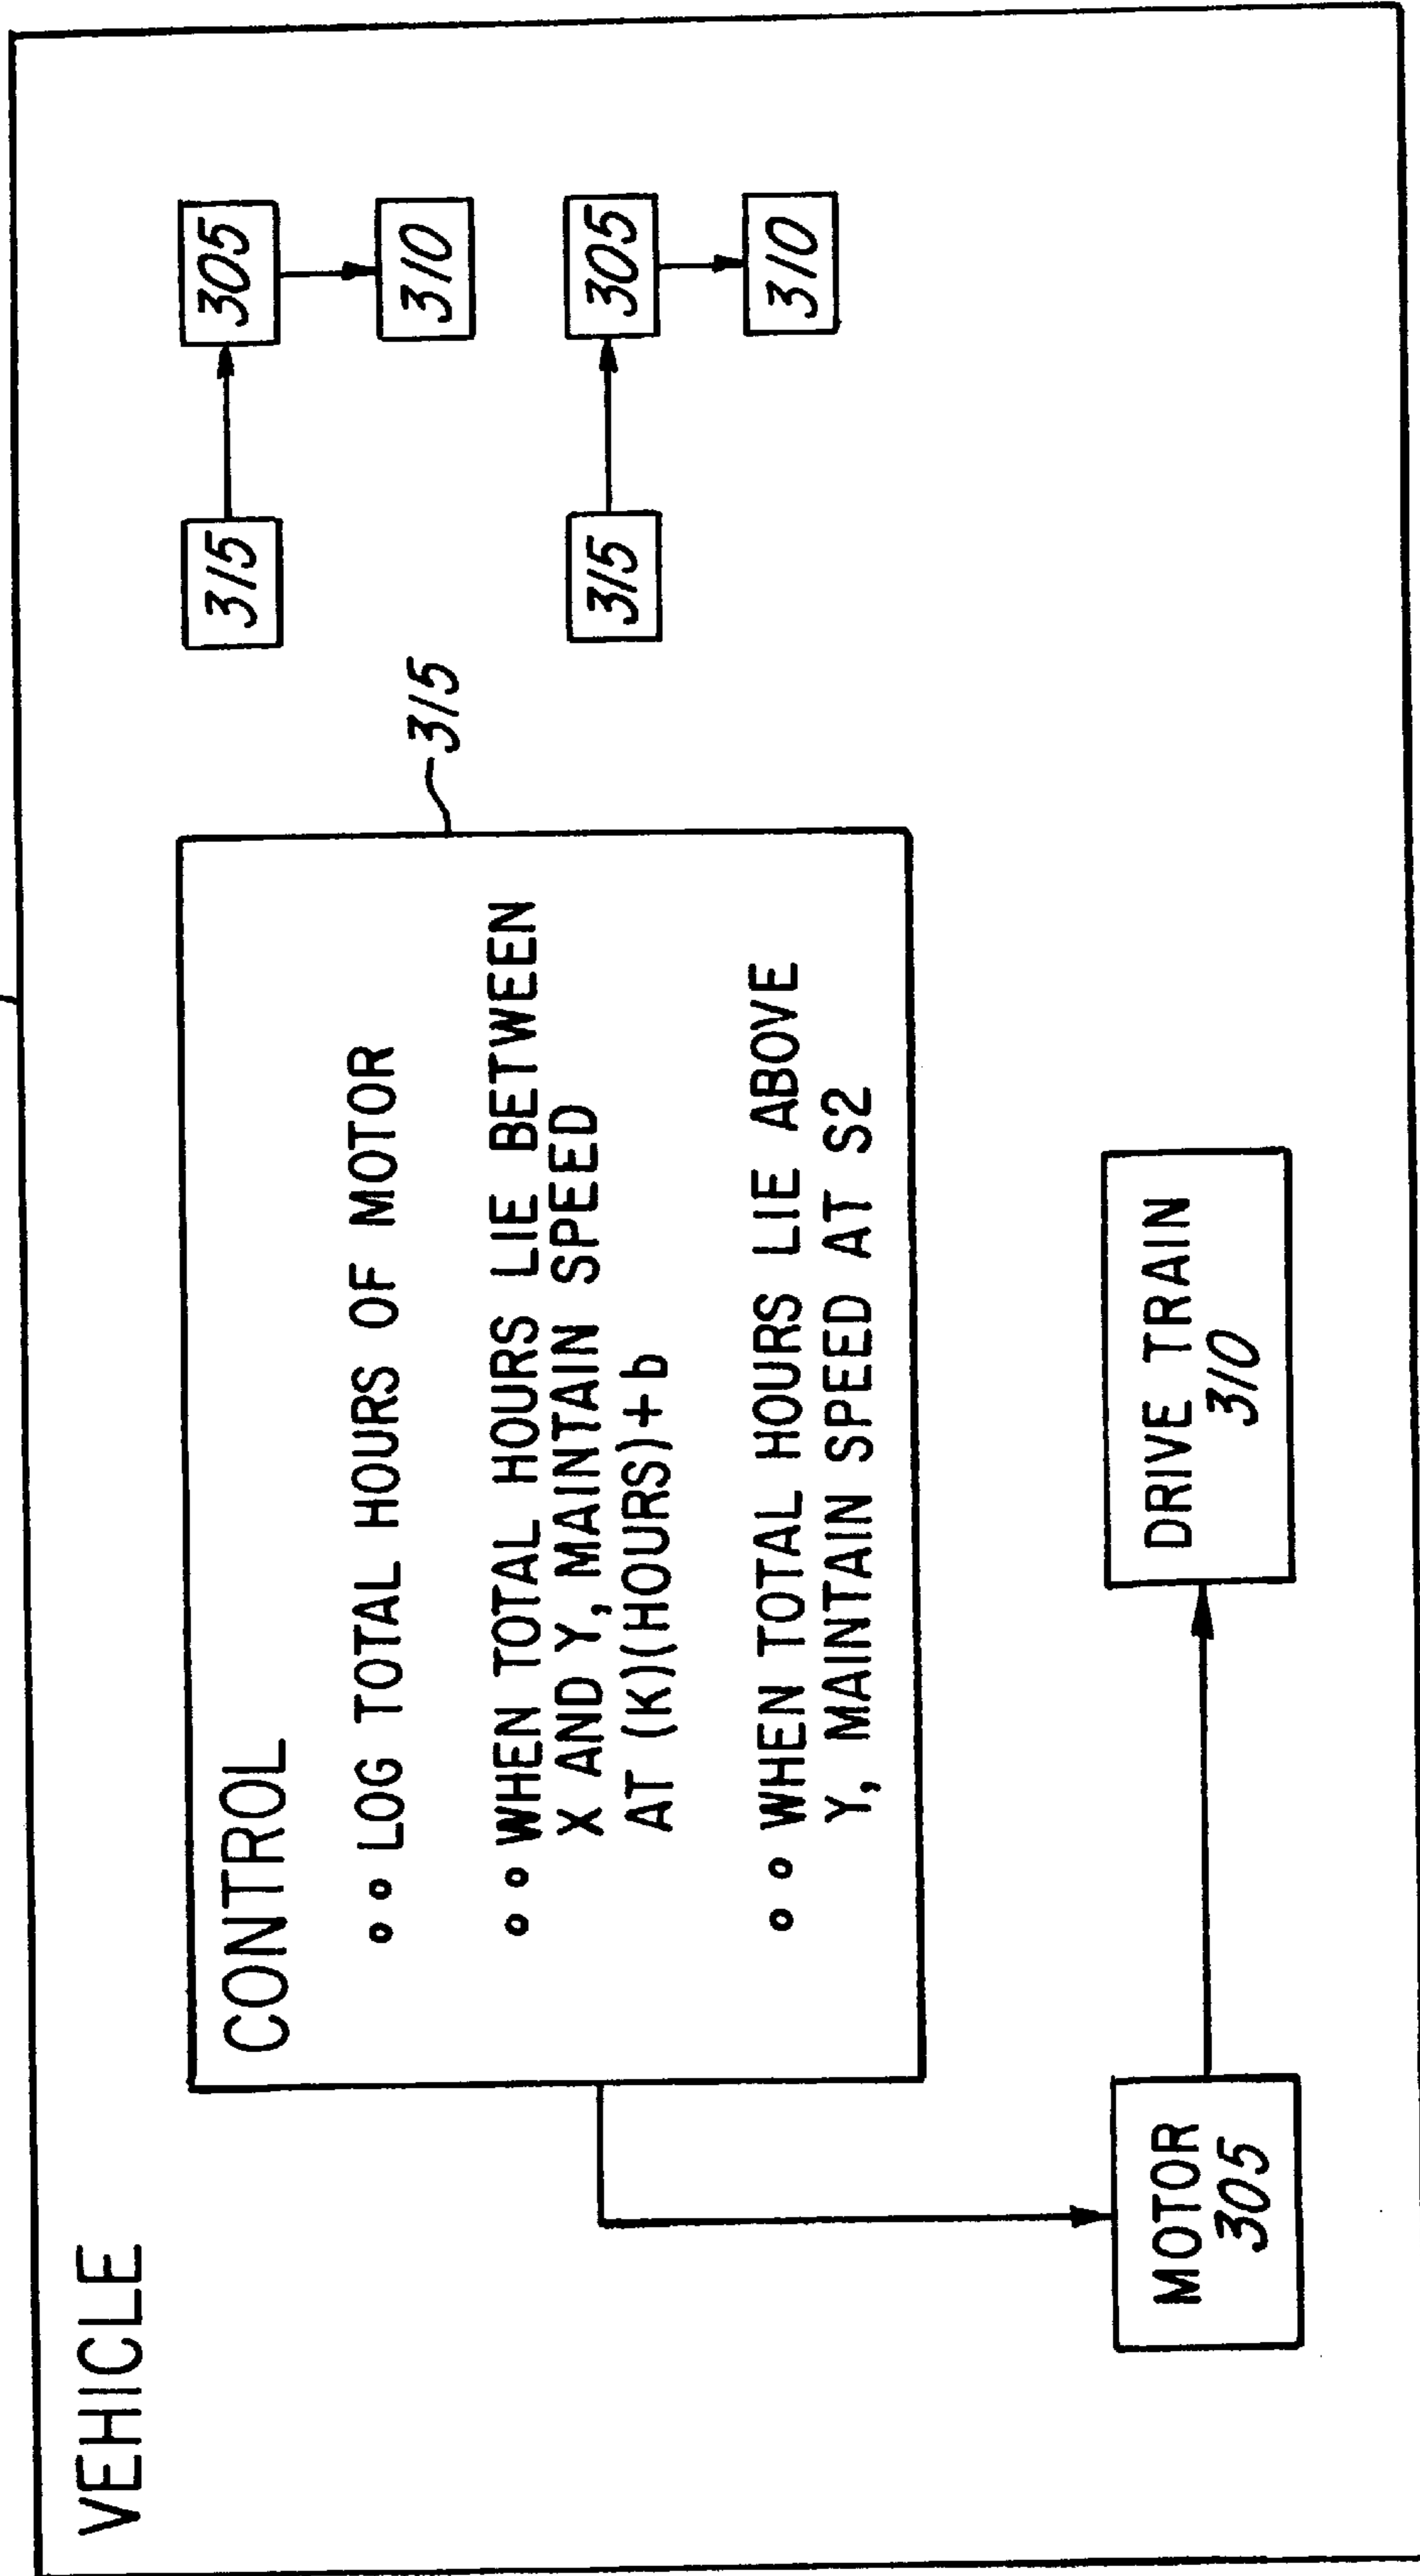 VEHICLE
CONTROL
LOG TOTAL HOURS OF MOTOR
WHEN TOTAL HOURS LIE BETWEEN
X AND Y, MAINTAIN SPEED
AT (K)(HOURS)+b
WHEN TOTAL HOURS LIE ABOVE
Y, MAINTAIN SPEED AT S2
315
315
305
310
315
305
310
MOTOR
305
DRIVE TRAIN
310